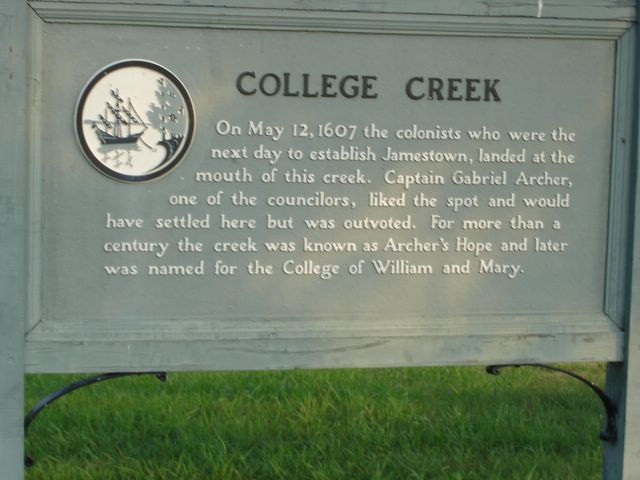 COLLEGE CREEK
On May 12, 1607 the colonists who were the
next day to establish Jamestown, landed at the
mouth of this creek. Captain Gabriel Archer,
one of the councilors, liked the spot and would
have settled here but was outvoted. For more than a
century the creek was known as Archer's Hope and later
was named for the College of William and Mary.